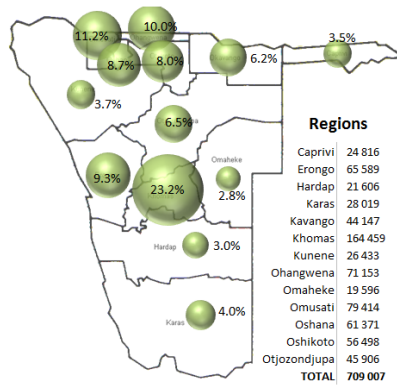 10.0%
11.2%
3.5%
8.7%
8.0%
6.2%
3.7%
6.5%
Regions
Omaheke
9.3%
23.2%
2.8%
Hardap
3.0%
4.0%
Karas
Caprivi 24 816
Erongo 65 589
Hardap 21 606
Karas 28 019
Kavango 44 147
Khomas 164 459
Kunene 26 433
Ohangwena 71 153
Omaheke 19 596
Omusati 79 414
Oshana 61 371
Oshikoto 56 498
Otjozondjupa 45 906
TOTAL 709 007